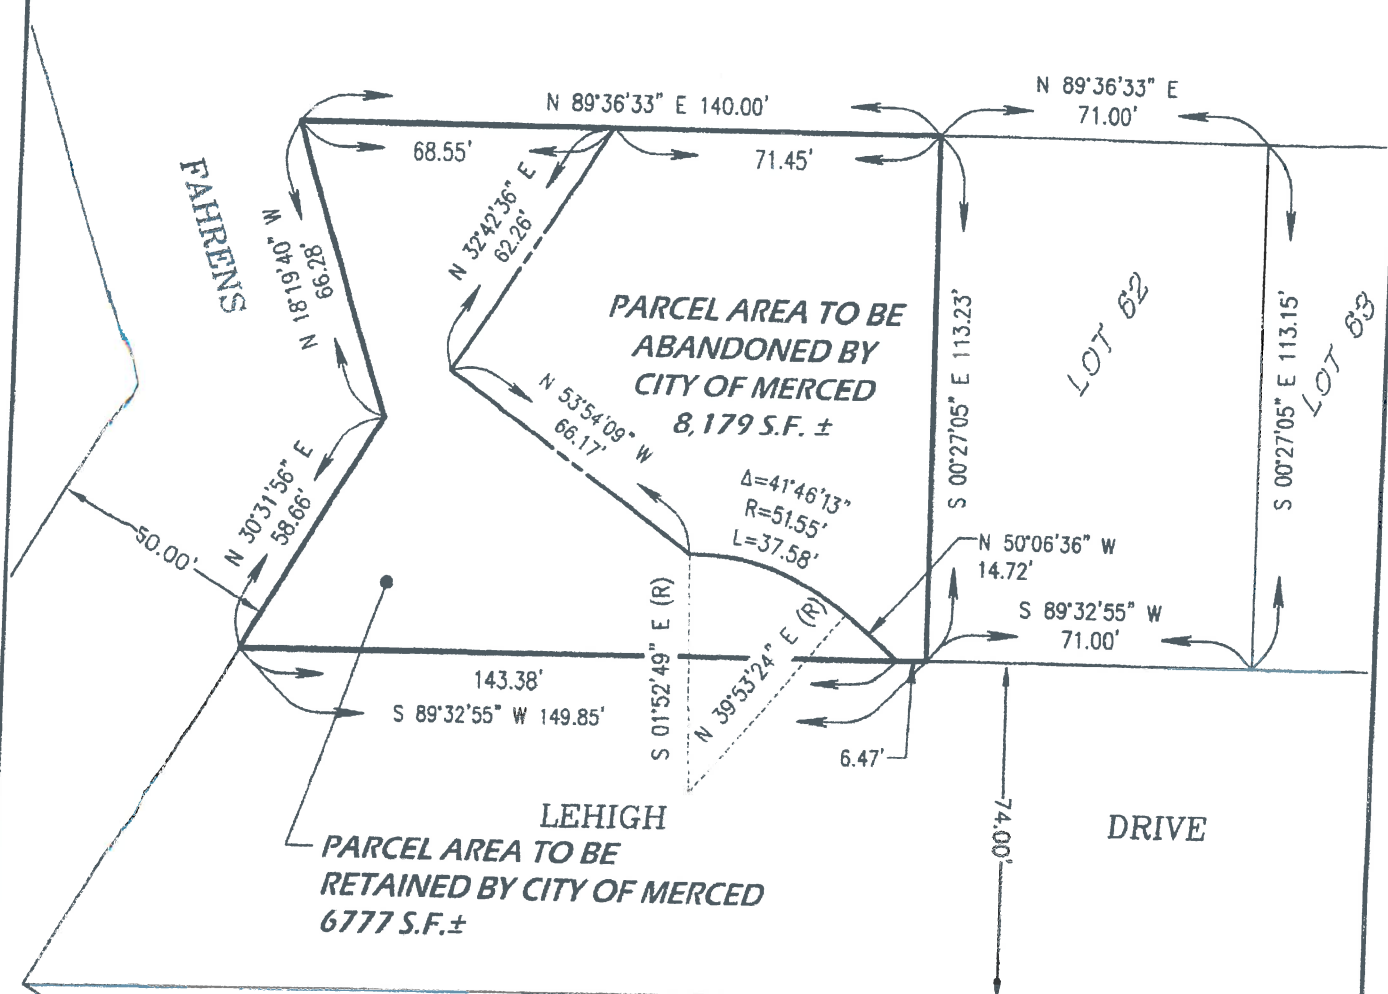 N 89°36'33" E 140.00'
N 89°36'33" E
71.00'
68.55'
71.45'
FAHRENS
N 18°19'40" W
66.28'
N 32°42'36" E
62.26'
PARCEL AREA TO BE
ABANDONED BY
CITY OF MERCED
8,179 S.F. ±
S 00°27'05" E 113.23'
LOT 62
S 00°27'05" E 113.15'
LOT 63
N 53°54'09" W
66.17'
N 30°31'56" E
58.66'
50.00'
Δ=41°46'13"
R=51.55'
L=37.58'
N 50°06'36" W
14.72'
S 89°32'55" W
71.00'
S 01°52'49" E (R)
N 39°53'24" E (R)
143.38'
S 89°32'55" W 149.85'
6.47'
74.00'
LEHIGH
DRIVE
PARCEL AREA TO BE
RETAINED BY CITY OF MERCED
6777 S.F.±